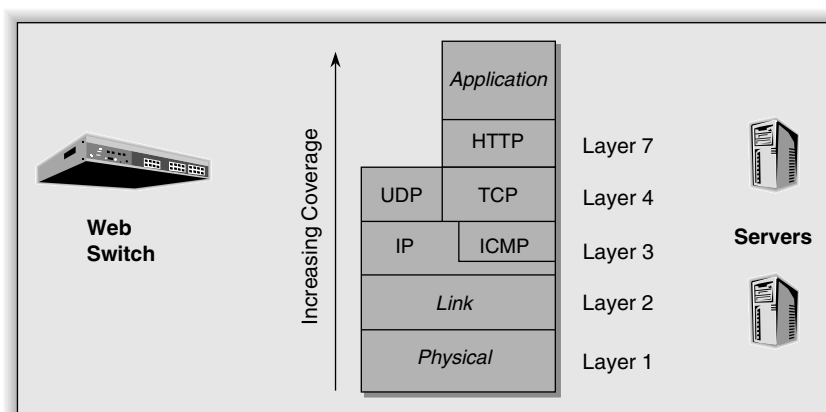 Application
HTTP
Layer 7
UDP
TCP
Layer 4
Web
Switch
Increasing Coverage
IP
ICMP
Layer 3
Servers
Link
Layer 2
Physical
Layer 1